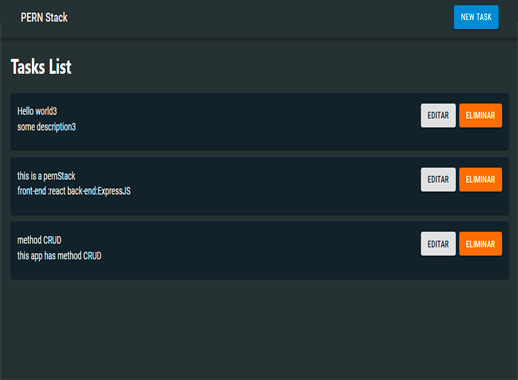 PERN Stack
NEW TASK
Tasks List
Hello world3
some description3
EDITAR
ELIMINAR
this is a pernStack
front-end :react back-end:ExpressJS
EDITAR
ELIMINAR
method CRUD
this app has method CRUD
EDITAR
ELIMINAR